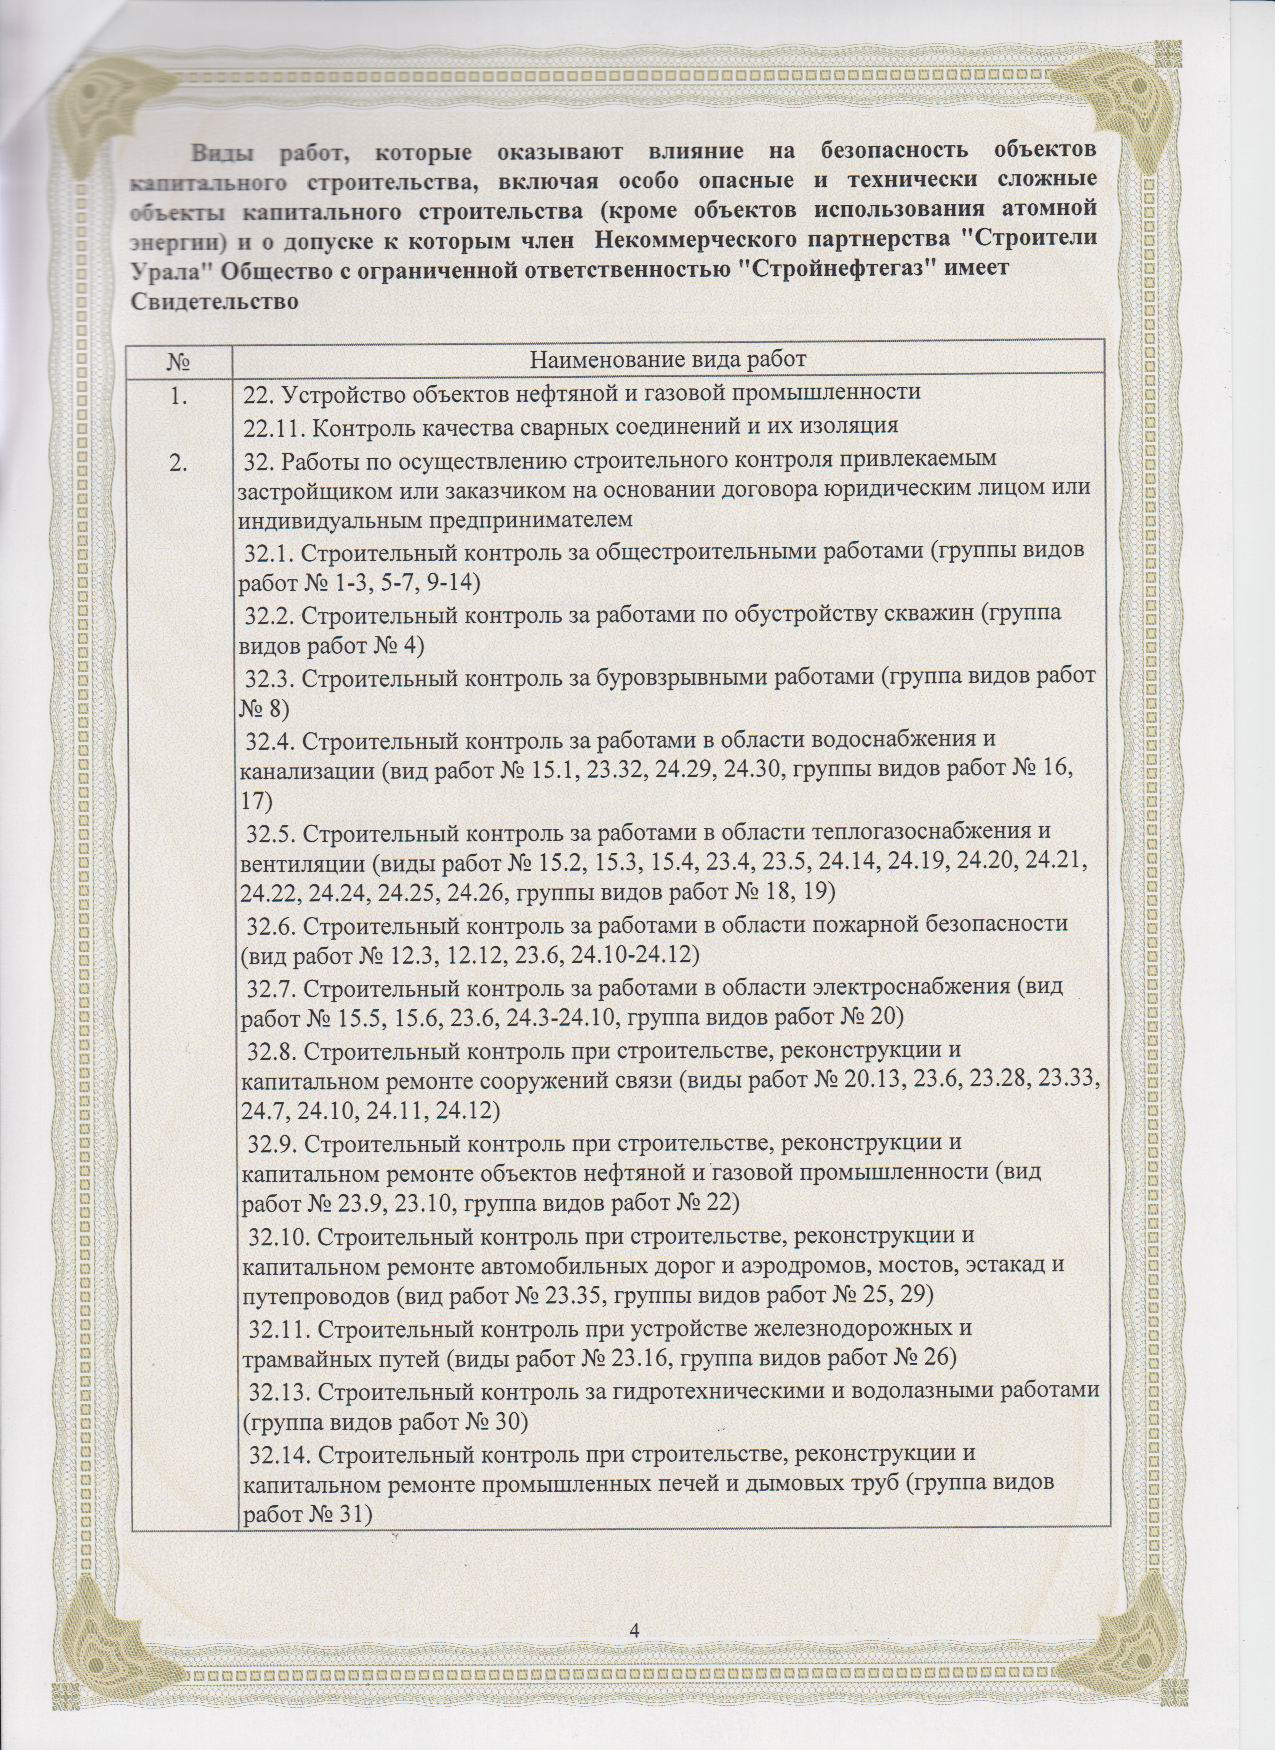 Виды работ, которые оказывают влияние на безопасность объектов
капитального строительства, включая особо опасные и технически сложные
объекты капитального строительства (кроме объектов использования атомной
энергии) и о допуске к которым член Некоммерческого партнерства "Строители
Урала" Общество с ограниченной ответственностью "Стройнефтегаз" имеет
Свидетельство
№ Наименование вида работ
1. 22. Устройство объектов нефтяной и газовой промышленности
22.11. Контроль качества сварных соединений и их изоляция
2. 32. Работы по осуществлению строительного контроля привлекаемым
застройщиком или заказчиком на основании договора юридическим лицом или
индивидуальным предпринимателем
32.1. Строительный контроль за общестроительными работами (группы видов
работ № 1-3, 5-7, 9-14)
32.2. Строительный контроль за работами по обустройству скважин (группа
видов работ № 4)
32.3. Строительный контроль за буровзрывными работами (группа видов работ
№ 8)
32.4. Строительный контроль за работами в области водоснабжения и
канализации (вид работ № 15.1, 23.32, 24.29, 24.30, группы видов работ № 16,
17)
32.5. Строительный контроль за работами в области теплогазоснабжения и
вентиляции (виды работ № 15.2, 15.3, 15.4, 23.4, 23.5, 24.14, 24.19, 24.20, 24.21,
24.22, 24.24, 24.25, 24.26, группы видов работ № 18, 19)
32.6. Строительный контроль за работами в области пожарной безопасности
(вид работ № 12.3, 12.12, 23.6, 24.10-24.12)
32.7. Строительный контроль за работами в области электроснабжения (вид
работ № 15.5, 15.6, 23.6, 24.3-24.10, группа видов работ № 20)
32.8. Строительный контроль при строительстве, реконструкции и
капитальном ремонте сооружений связи (виды работ № 20.13, 23.6, 23.28, 23.33,
24.7, 24.10, 24.11, 24.12)
32.9. Строительный контроль при строительстве, реконструкции и
капитальном ремонте объектов нефтяной и газовой промышленности (вид
работ № 23.9, 23.10, группа видов работ № 22)
32.10. Строительный контроль при строительстве, реконструкции и
капитальном ремонте автомобильных дорог и аэродромов, мостов, эстакад и
путепроводов (вид работ № 23.35, группы видов работ № 25, 29)
32.11. Строительный контроль при устройстве железнодорожных и
трамвайных путей (виды работ № 23.16, группа видов работ № 26)
32.13. Строительный контроль за гидротехническими и водолазными работами
(группа видов работ № 30)
32.14. Строительный контроль при строительстве, реконструкции и
капитальном ремонте промышленных печей и дымовых труб (группа видов
работ № 31)
4